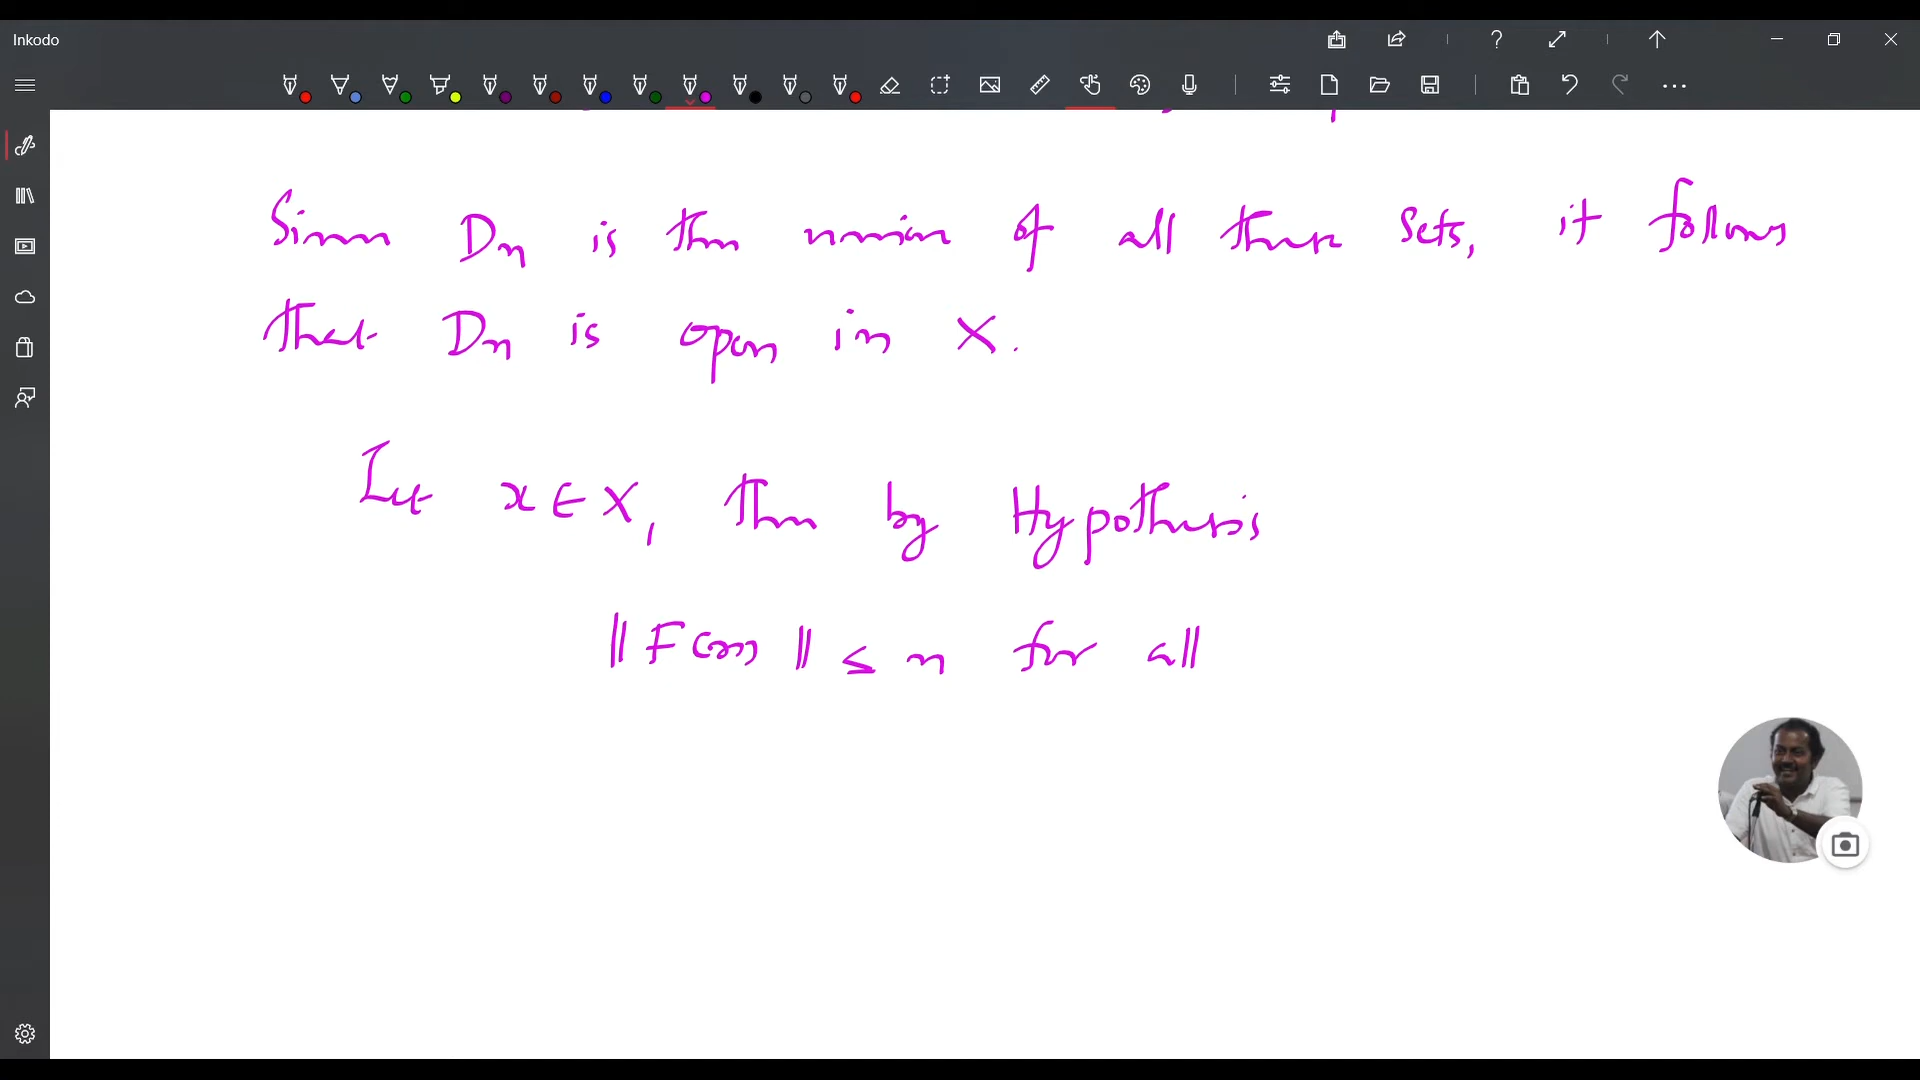 Inkodo
Since Dn is the union of all these sets, it follows
that Dn is open in X.
Let x ∈ X, then by Hypothesis
‖F(x)‖ ≤ n for all